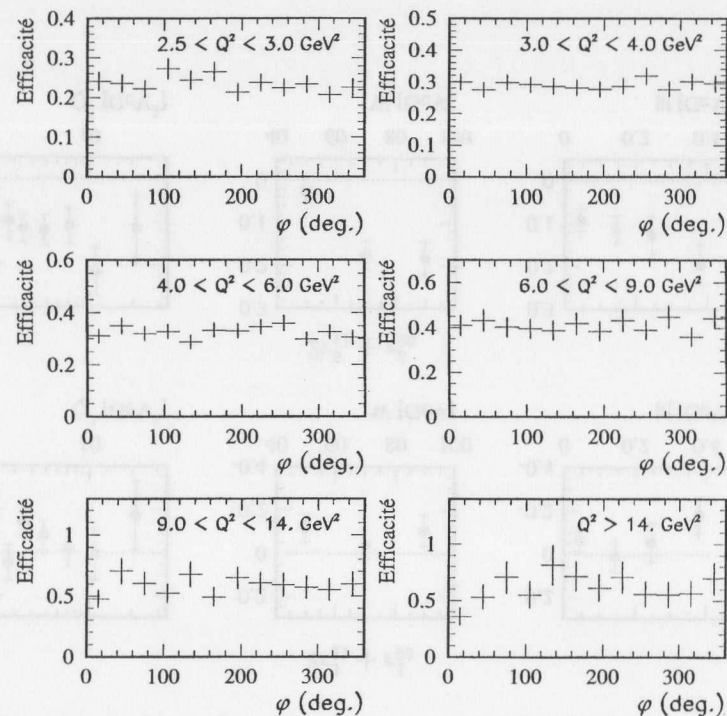 Efficacité
0.4
0.3
0.2
0.1
0
2.5 < Q² < 3.0 GeV²
0 100 200 300
φ (deg.)
Efficacité
0.5
0.4
0.3
0.2
0.1
0
3.0 < Q² < 4.0 GeV²
0 100 200 300
φ (deg.)
Efficacité
0.6
0.4
0.2
0
4.0 < Q² < 6.0 GeV²
0 100 200 300
φ (deg.)
Efficacité
0.6
0.4
0.2
0
6.0 < Q² < 9.0 GeV²
0 100 200 300
φ (deg.)
Efficacité
1
0.5
0
9.0 < Q² < 14. GeV²
0 100 200 300
φ (deg.)
Efficacité
1
0.5
0
Q² > 14. GeV²
0 100 200 300
φ (deg.)